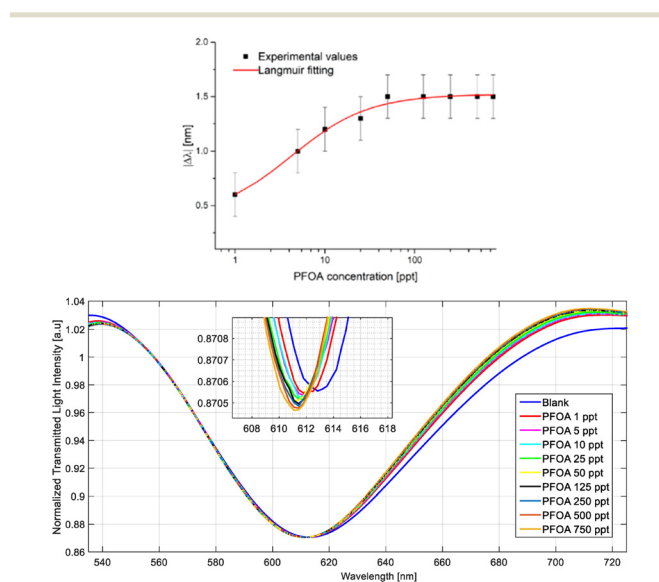 2.0
Experimental values
Langmuir fitting
1.5
|Δλ| [nm]
1.0
0.5
1
10
100
PFOA concentration [ppt]
1.04
1.02
1
0.98
0.96
0.94
0.92
0.9
0.88
0.86
Normalized Transmitted Light Intensity [a.u]
0.8708
0.8707
0.8706
0.8705
608 610 612 614 616 618
Blank
PFOA 1 ppt
PFOA 5 ppt
PFOA 10 ppt
PFOA 25 ppt
PFOA 50 ppt
PFOA 125 ppt
PFOA 250 ppt
PFOA 500 ppt
PFOA 750 ppt
540 560 580 600 620 640 660 680 700 720
Wavelength [nm]